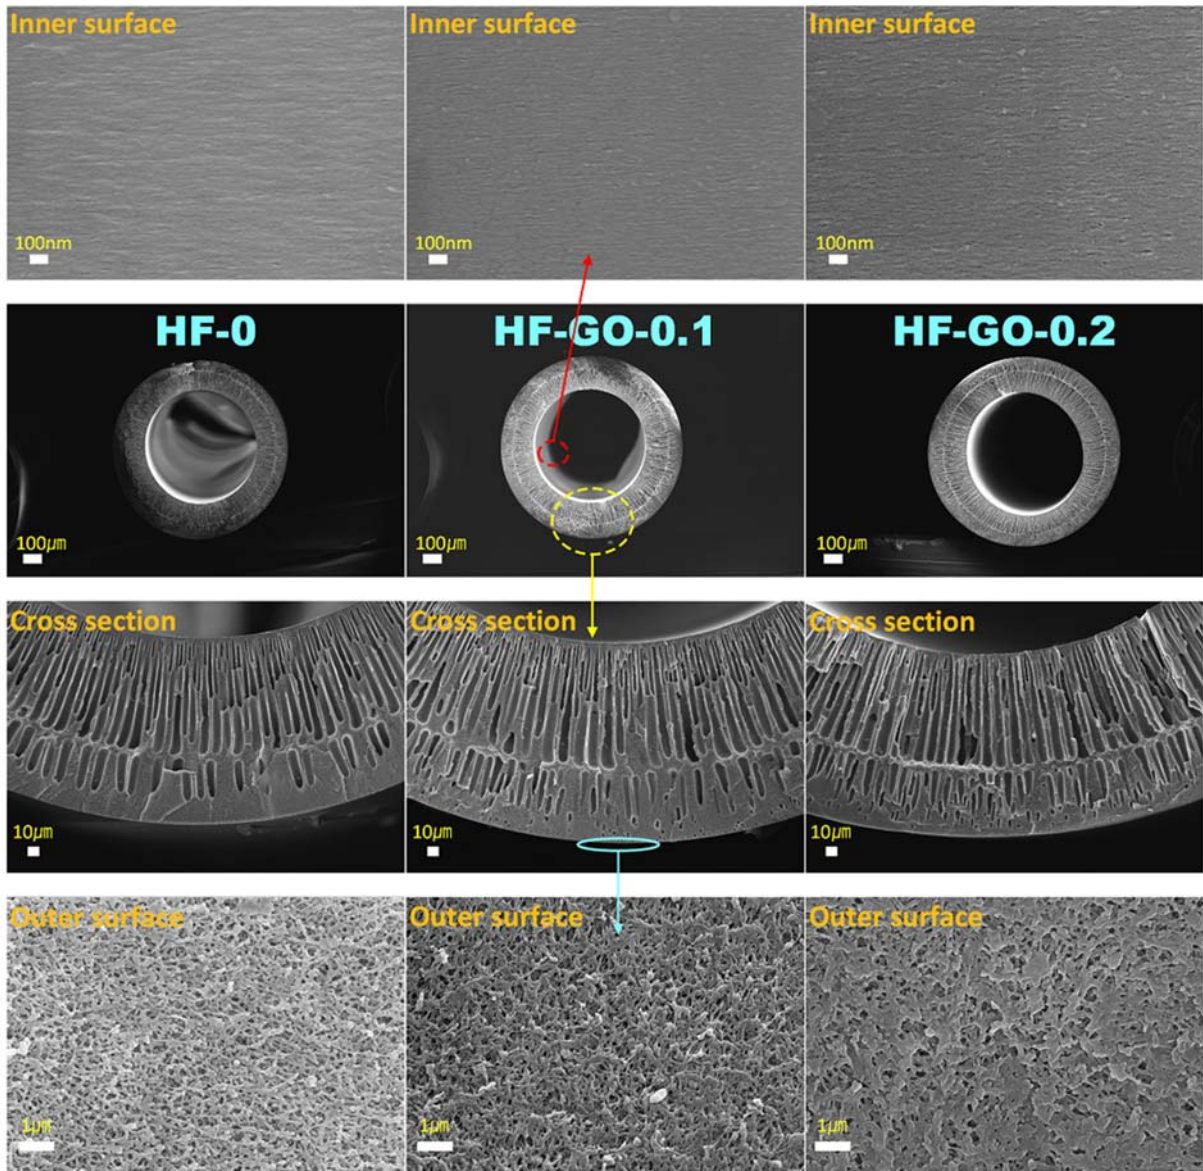 Inner surface
Inner surface
Inner surface
100nm
100nm
100nm
HF-0
HF-GO-0.1
HF-GO-0.2
100μm
100μm
100μm
Cross section
Cross section
Cross section
10μm
10μm
10μm
Outer surface
Outer surface
Outer surface
1μm
1μm
1μm